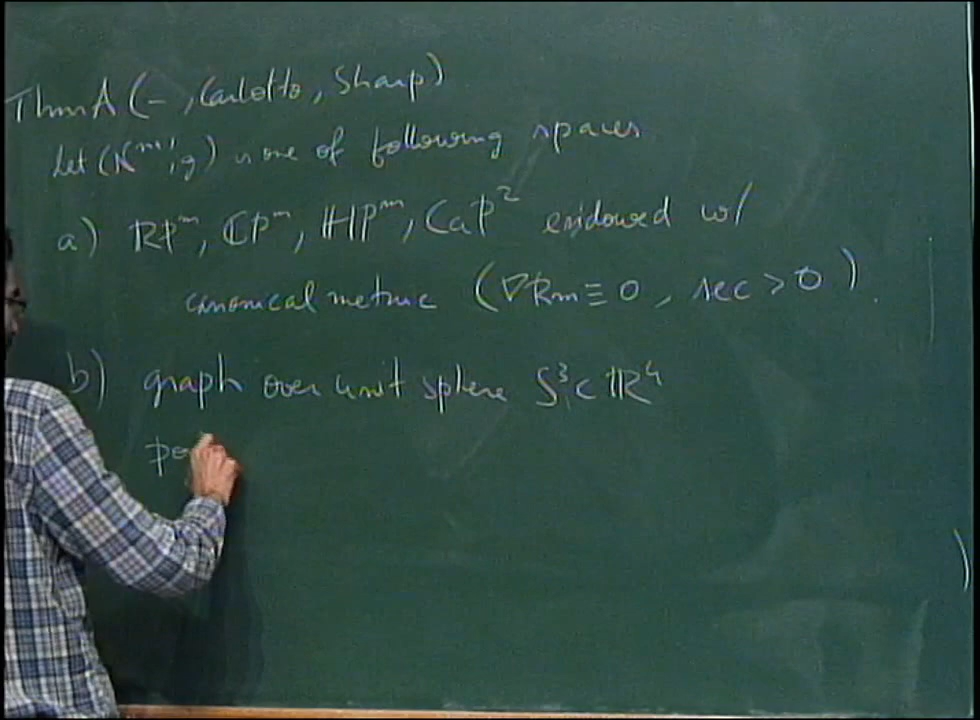 Thm A (–, Carlotto, Sharp)
Let (N^{n+1}, g) is one of following spaces
a) RP^m, CP^m, HP^m, CaP^2 endowed w/
canonical metric (∇Rm ≡ 0, sec > 0).
b) graph over unit sphere S^3 ⊂ R^4